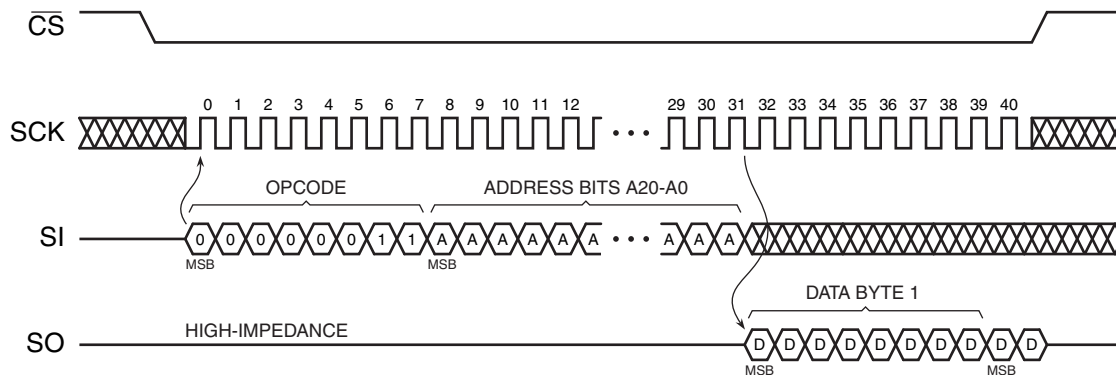 CS
0 1 2 3 4 5 6 7 8 9 10 11 12 29 30 31 32 33 34 35 36 37 38 39 40
SCK
OPCODE ADDRESS BITS A20-A0
SI 0 0 0 0 0 0 1 1 A A A A A A A A A
MSB MSB
DATA BYTE 1
HIGH-IMPEDANCE
SO D D D D D D D D D D
MSB MSB